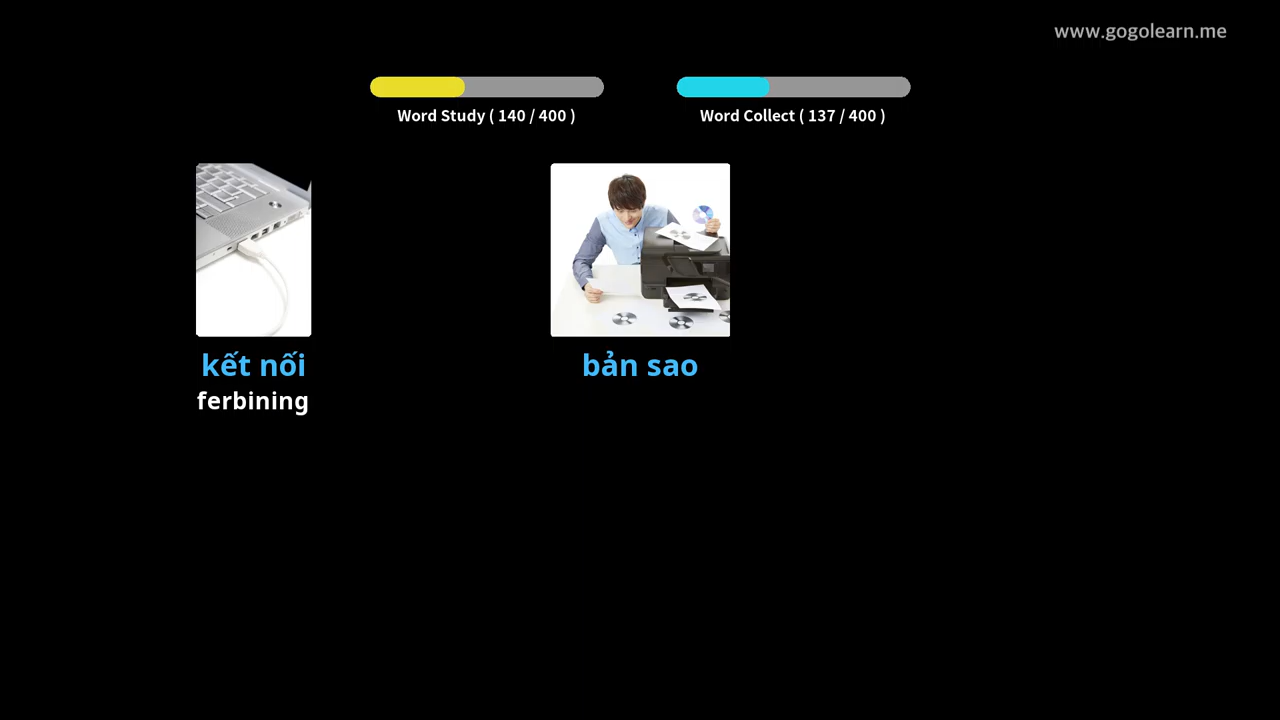 www.gogolearn.me
Word Study ( 140 / 400 )
Word Collect ( 137 / 400 )
kết nối
ferbining
bản sao